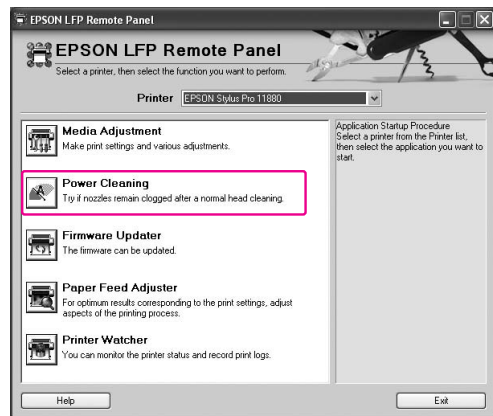 EPSON LFP Remote Panel
EPSON LFP Remote Panel
Select a printer, then select the function you want to perform.
Printer EPSON Stylus Pro 11880
Media Adjustment
Make print settings and various adjustments.
Power Cleaning
Try if nozzles remain clogged after a normal head cleaning.
Firmware Updater
The firmware can be updated.
Paper Feed Adjuster
For optimum results corresponding to the print settings, adjust
aspects of the printing process.
Printer Watcher
You can monitor the printer status and record print logs.
Application Startup Procedure
Select a printer from the Printer list,
then select the application you want to
start.
Help
Exit